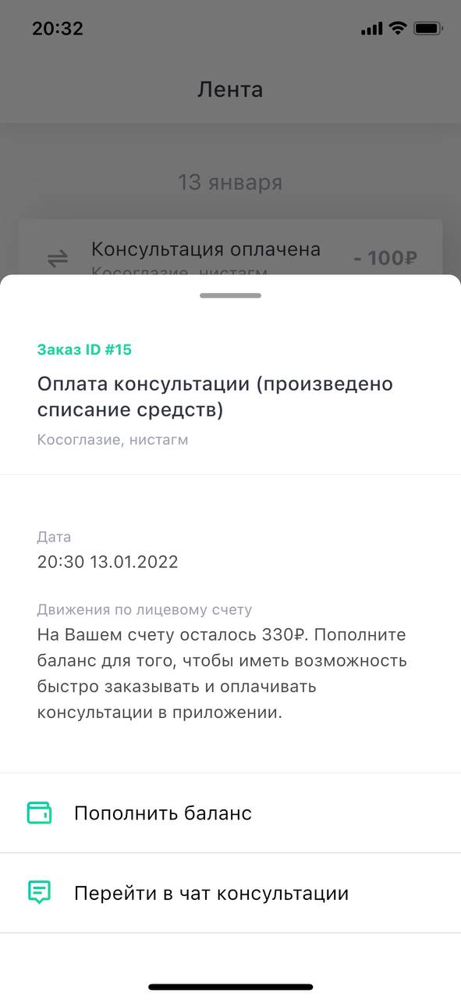 20:32
Лента
13 января
Консультация оплачена
- 100₽
Косоглазие, нистагм
Заказ ID #15
Оплата консультации (произведено
списание средств)
Косоглазие, нистагм
Дата
20:30 13.01.2022
Движения по лицевому счету
На Вашем счету осталось 330₽. Пополните
баланс для того, чтобы иметь возможность
быстро заказывать и оплачивать
консультации в приложении.
Пополнить баланс
Перейти в чат консультации